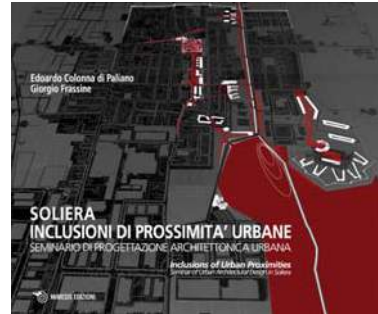 Edoardo Colonna di Paliano
Giorgio Frassine
SOLIERA
INCLUSIONI DI PROSSIMITA' URBANE
SEMINARIO DI PROGETTAZIONE ARCHITETTONICA URBANA
Inclusions of Urban Proximities
Seminar of Urban Architectural Design in Soliera
MIMESIS EDIZIONI